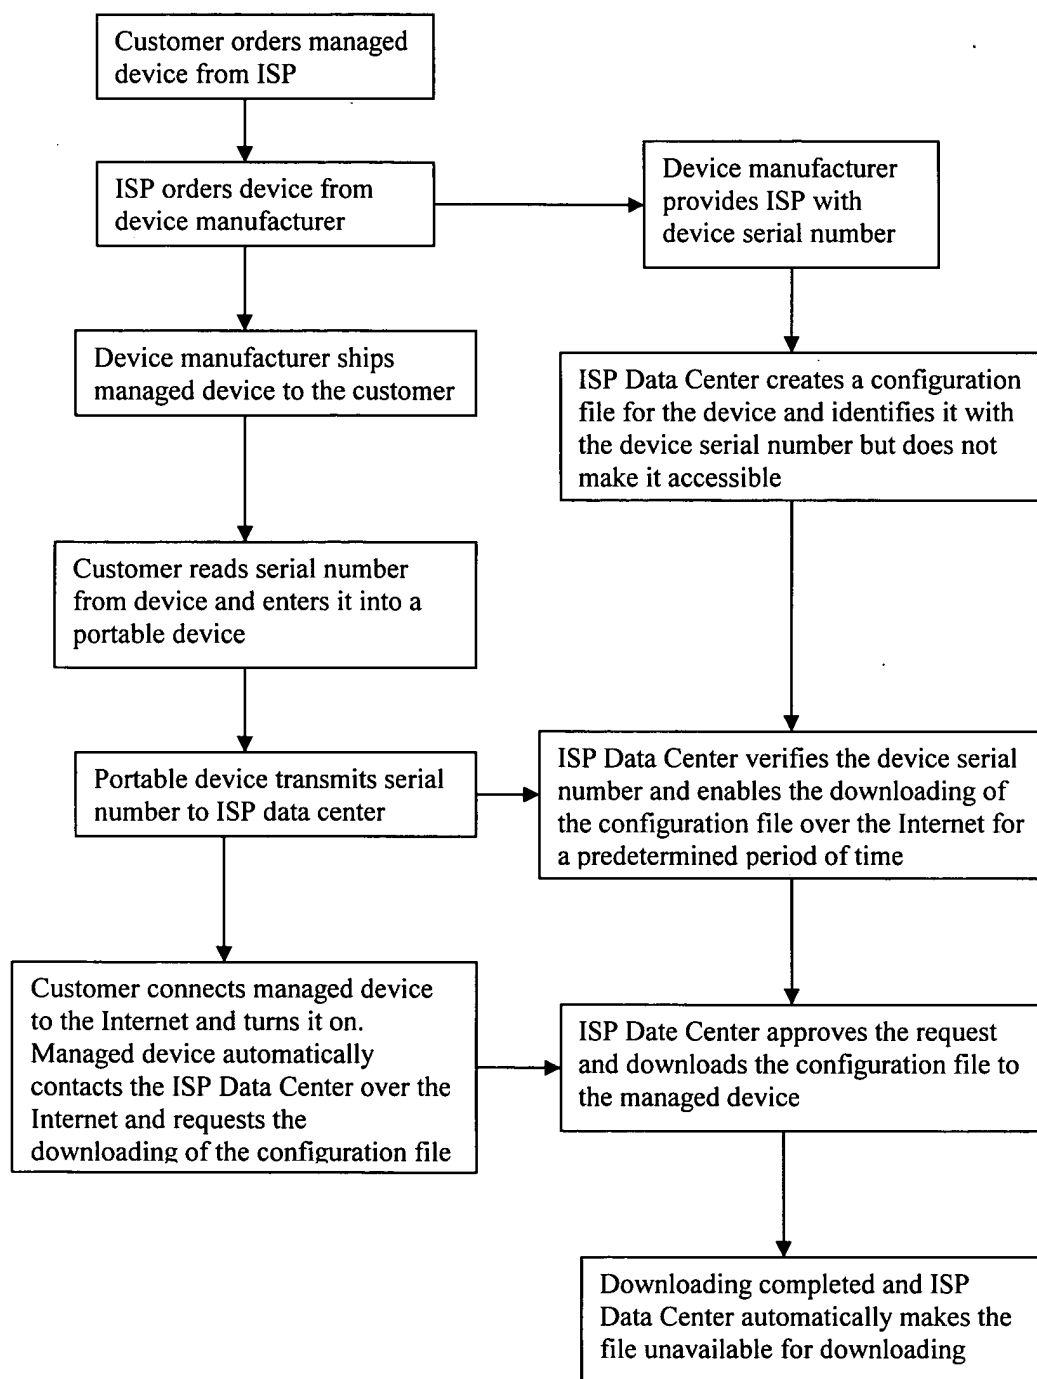 Customer orders managed
device from ISP
ISP orders device from
device manufacturer
Device manufacturer
provides ISP with
device serial number
Device manufacturer ships
managed device to the customer
ISP Data Center creates a configuration
file for the device and identifies it with
the device serial number but does not
make it accessible
Customer reads serial number
from device and enters it into a
portable device
Portable device transmits serial
number to ISP data center
ISP Data Center verifies the device serial
number and enables the downloading of
the configuration file over the Internet for
a predetermined period of time
Customer connects managed device
to the Internet and turns it on.
Managed device automatically
contacts the ISP Data Center over the
Internet and requests the
downloading of the configuration file
ISP Date Center approves the request
and downloads the configuration file to
the managed device
Downloading completed and ISP
Data Center automatically makes the
file unavailable for downloading